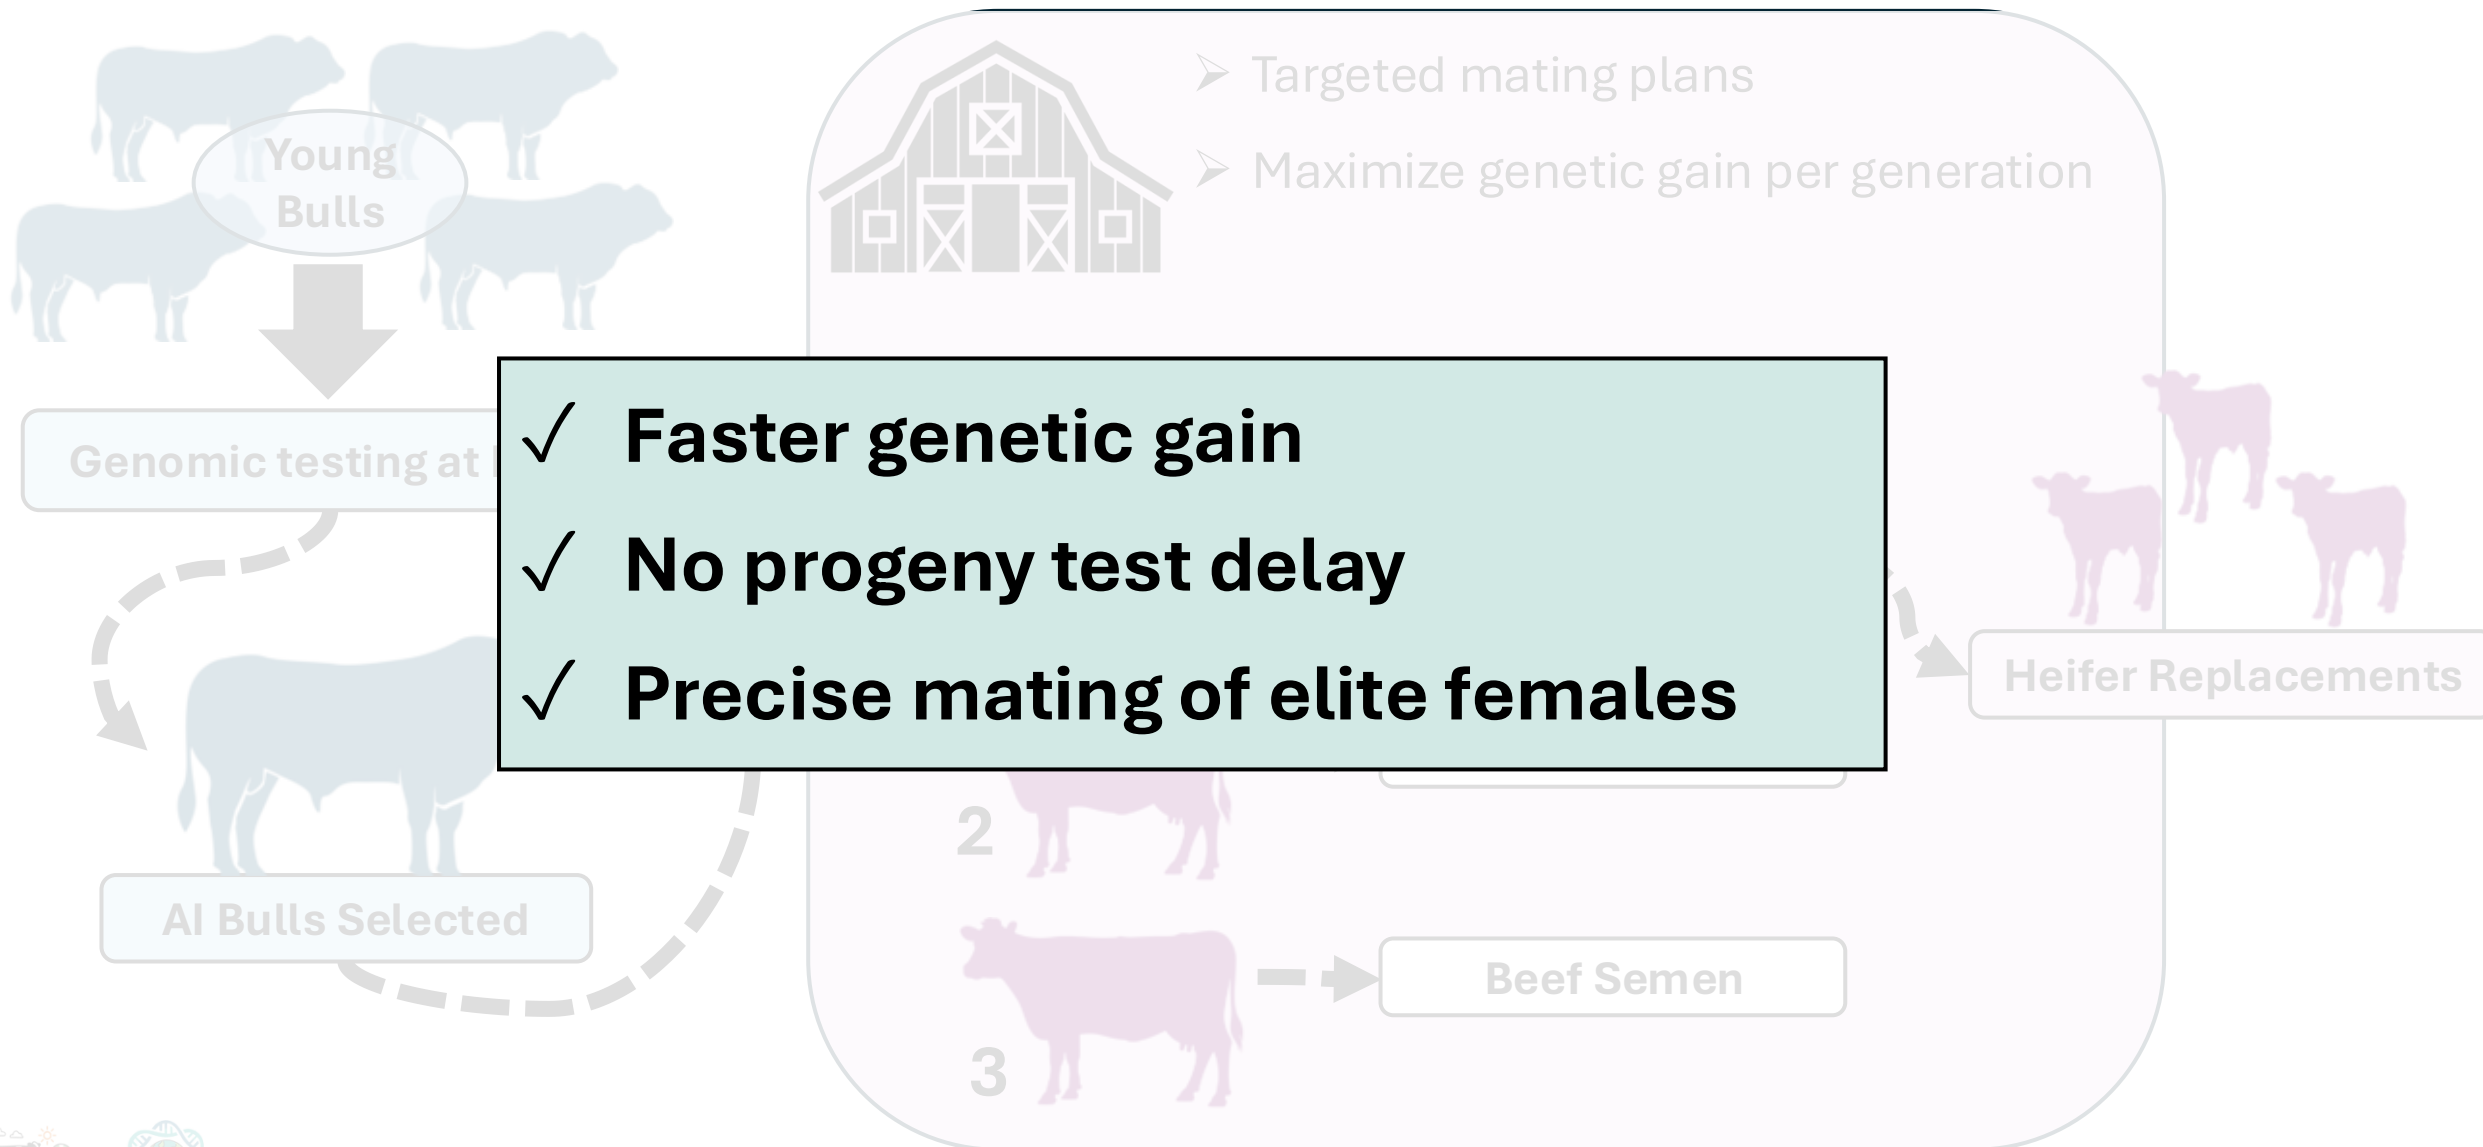 Young
Bulls
➢ Targeted mating plans
➢ Maximize genetic gain per generation
Genomic testing at
✓ Faster genetic gain
✓ No progeny test delay
✓ Precise mating of elite females
Heifer Replacements
2
AI Bulls Selected
Beef Semen
3